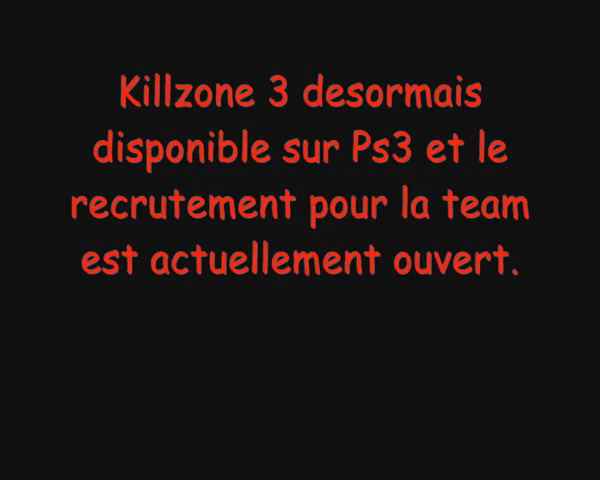 Killzone 3 desormais
disponible sur Ps3 et le
recrutement pour la team
est actuellement ouvert.